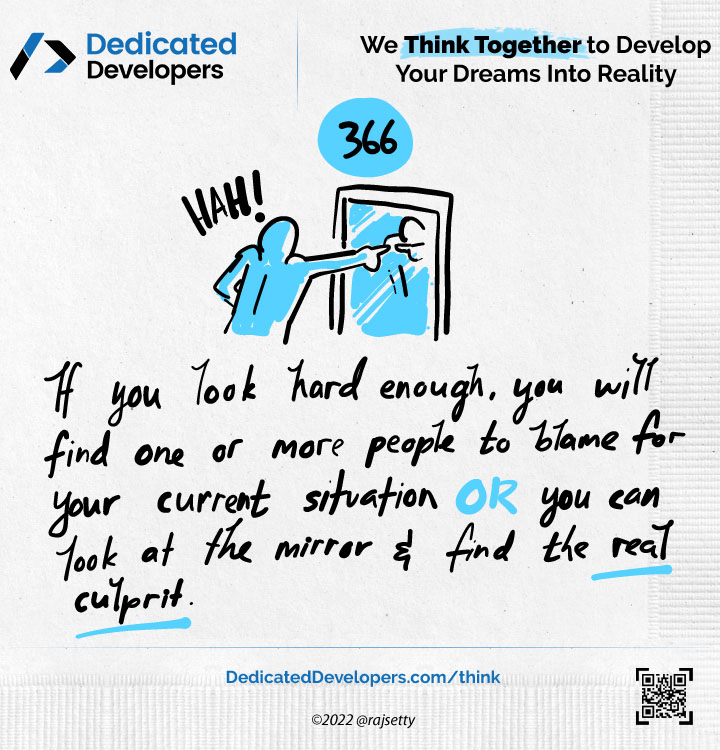 Dedicated
Developers
We Think Together to Develop
Your Dreams Into Reality
366
HAH!
If you look hard enough, you will
find one or more people to blame for
your current situation OR you can
look at the mirror & find the real
culprit.
DedicatedDevelopers.com/think
©2022 @rajsetty